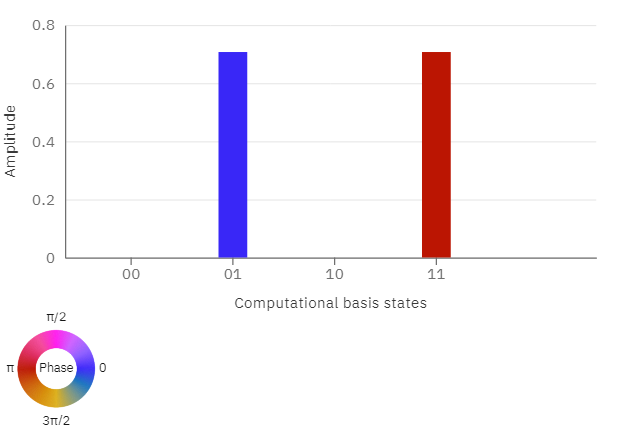 0.8
0.6
0.4
0.2
0
Amplitude
00 01 10 11
Computational basis states
π/2
π Phase 0
3π/2